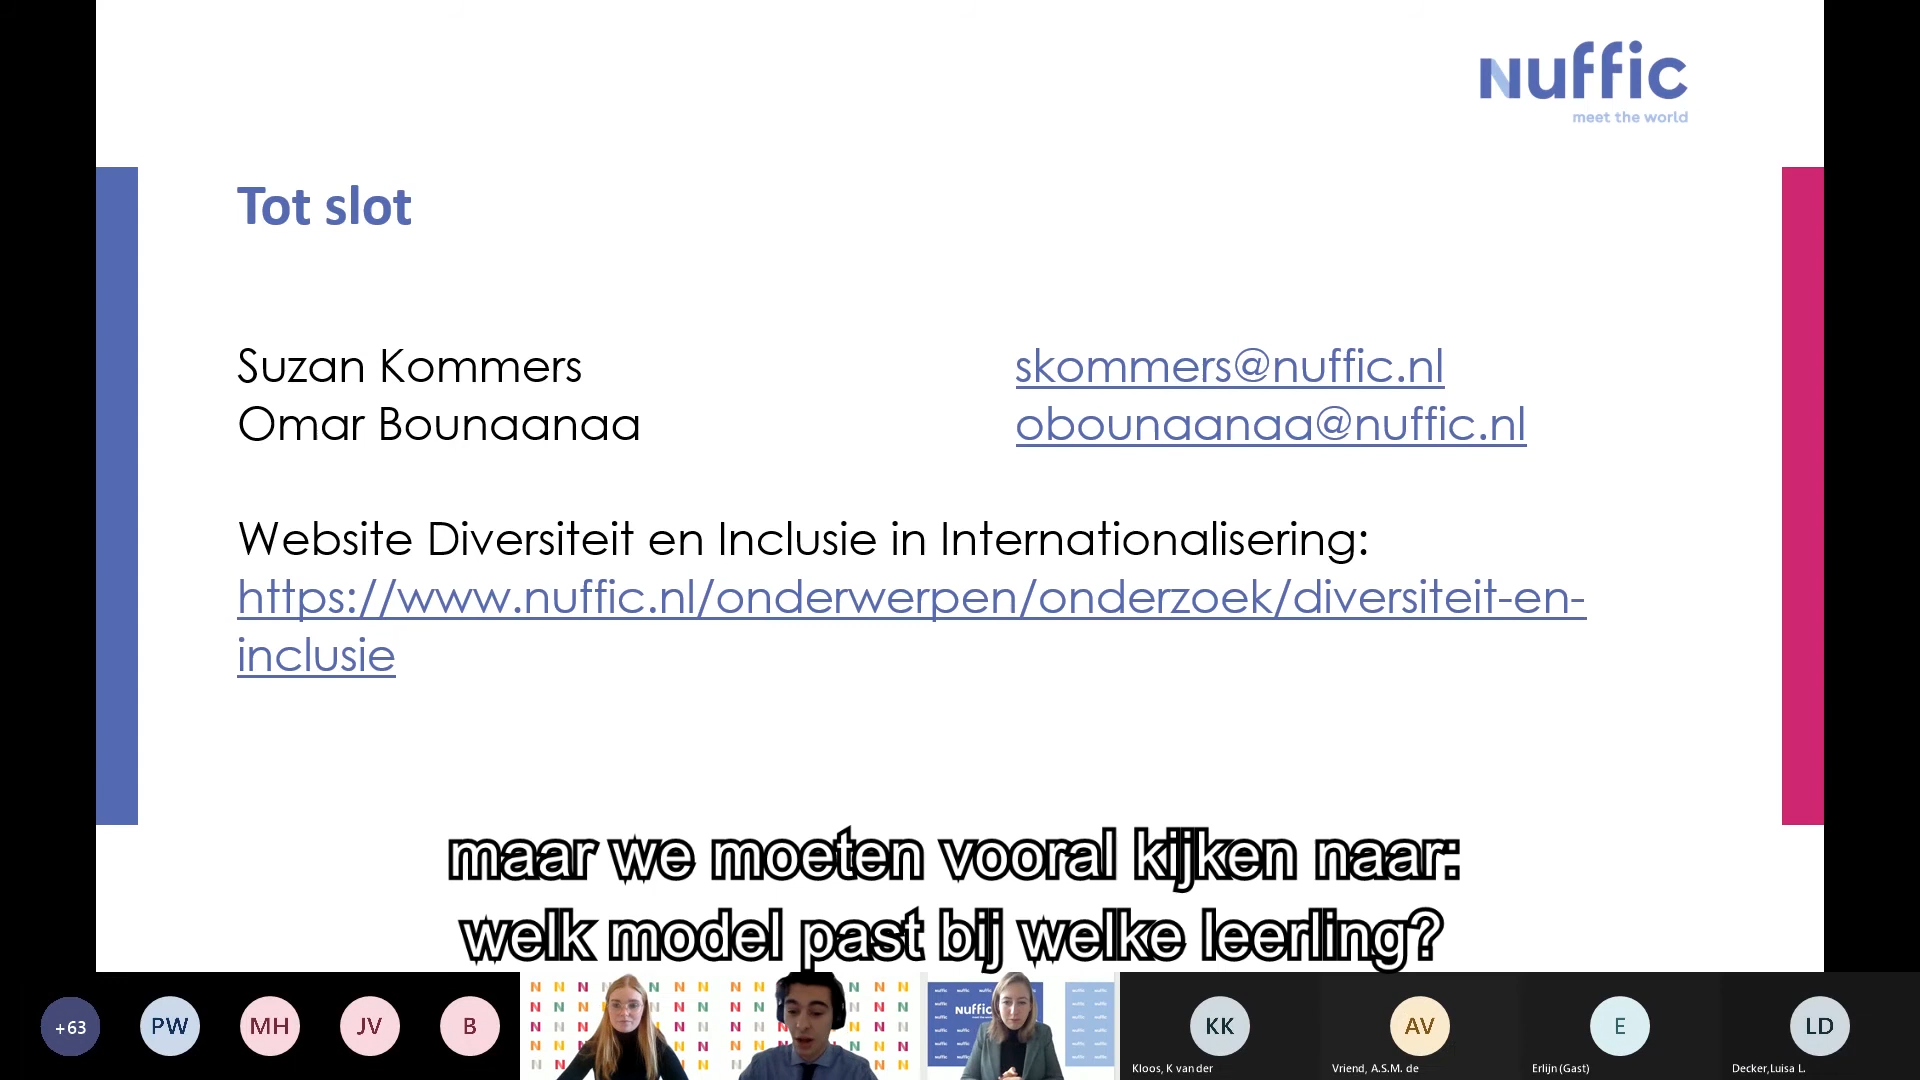 Nuffic
meet the world
Tot slot
Suzan Kommers skommers@nuffic.nl
Omar Bounaanaa obounaanaa@nuffic.nl
Website Diversiteit en Inclusie in Internationalisering:
https://www.nuffic.nl/onderwerpen/onderzoek/diversiteit-en-
inclusie
maar we moeten vooral kijken naar:
welk model past bij welke leerling?
+63 PW MH JV B Nuffic KK AV E LD
Kloos, K van der Vriend, A.S.M. de Erlijn (Gast) Decker,Luisa L.